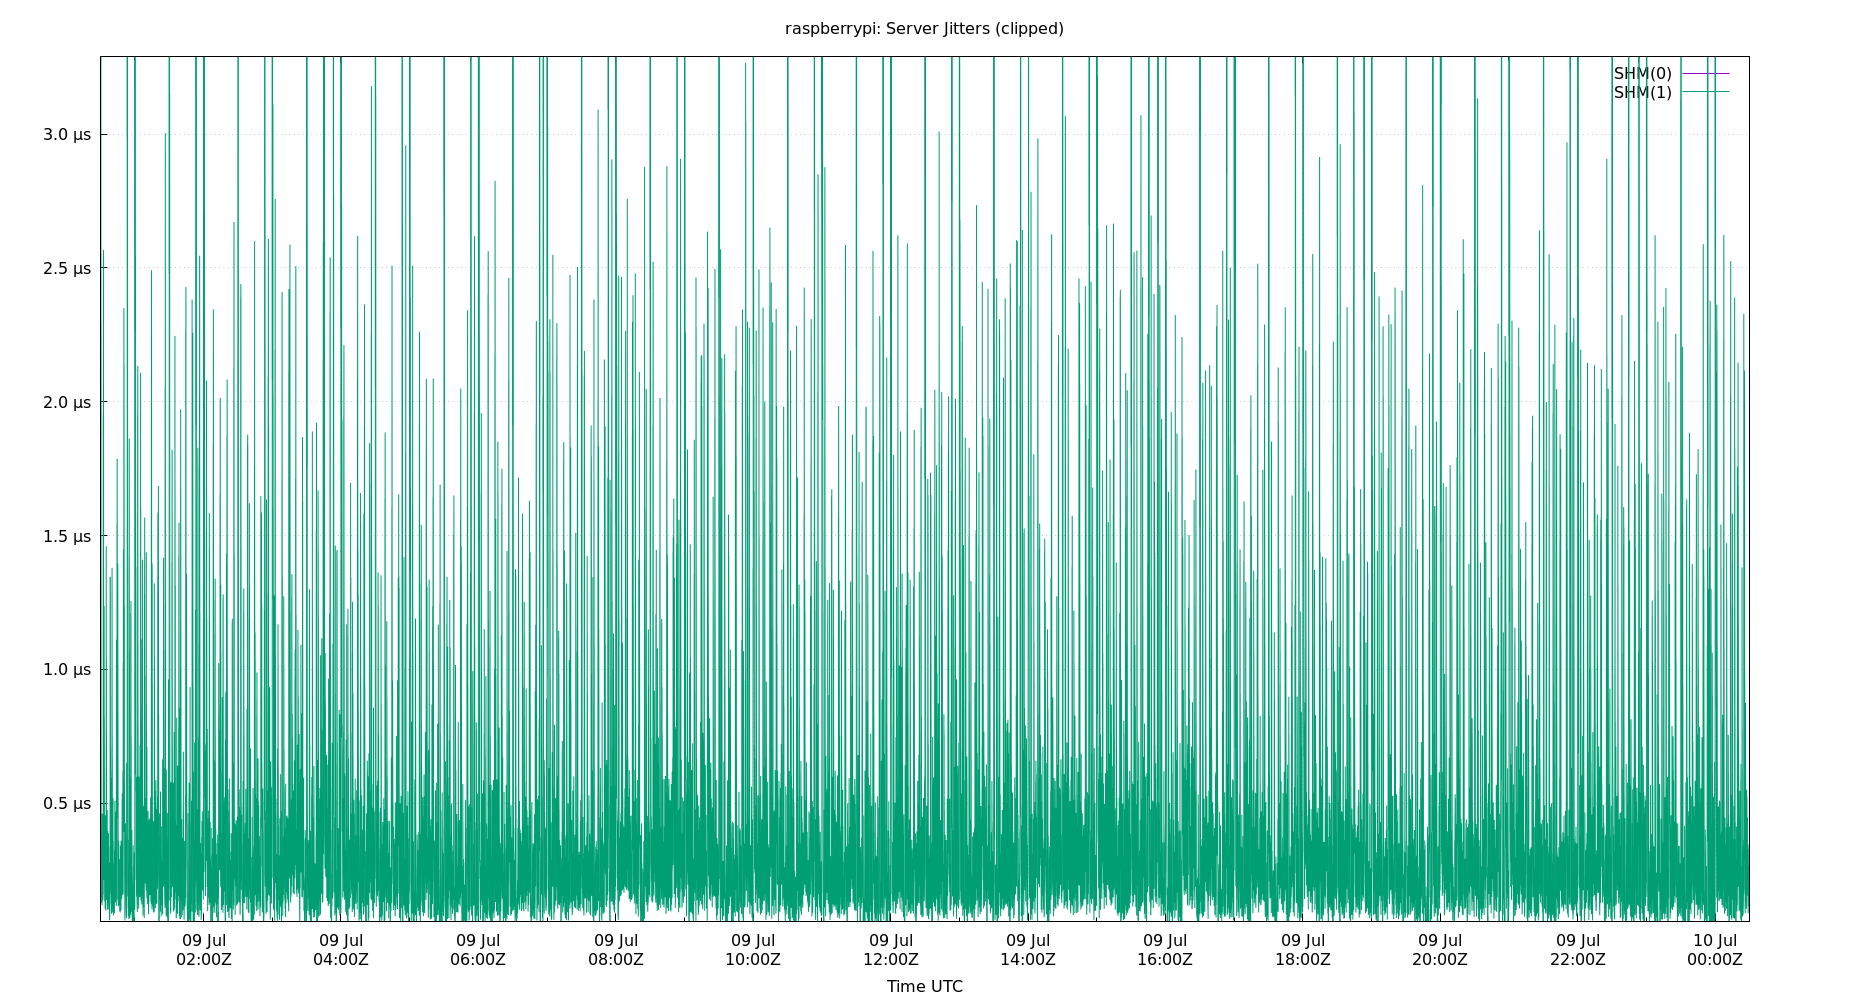 raspberrypi: Server Jitters (clipped)
SHM(0)
SHM(1)
3.0 µs
2.5 µs
2.0 µs
1.5 µs
1.0 µs
0.5 µs
09 Jul 09 Jul 09 Jul 09 Jul 09 Jul 09 Jul 09 Jul 09 Jul 09 Jul 09 Jul 09 Jul 10 Jul
02:00Z 04:00Z 06:00Z 08:00Z 10:00Z 12:00Z 14:00Z 16:00Z 18:00Z 20:00Z 22:00Z 00:00Z
Time UTC